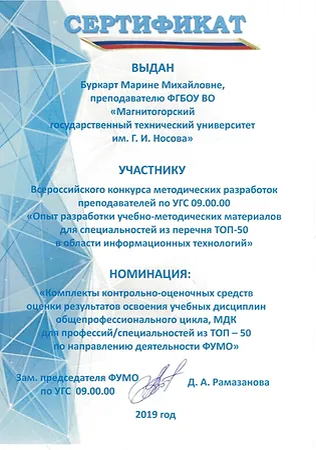 СЕРТИФИКАТ
ВЫДАН
Буркарт Марине Михайловне,
преподавателю ФГБОУ ВО
«Магнитогорский
государственный технический университет
им. Г. И. Носова»
УЧАСТНИКУ
Всероссийского конкурса методических разработок
преподавателей по УГС 09.00.00
«Опыт разработки учебно-методических материалов
для специальностей из перечня ТОП-50
в области информационных технологий»
НОМИНАЦИЯ:
«Комплекты контрольно-оценочных средств
оценки результатов освоения учебных дисциплин
общепрофессионального цикла, МДК
для профессий/специальностей из ТОП – 50
по направлению деятельности ФУМО»
Зам. председателя ФУМО
по УГС 09.00.00
Д. А. Рамазанова
2019 год